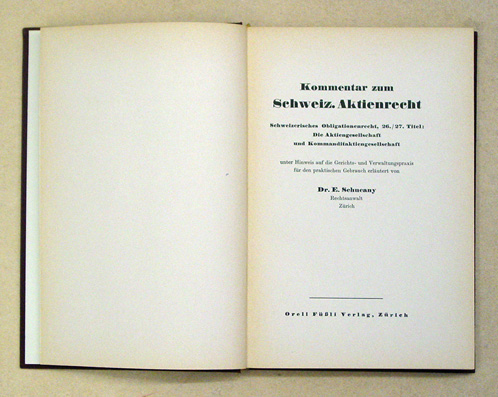 Kommentar zum
Schweiz. Aktienrecht
Schweizerisches Obligationenrecht, 26./27. Titel:
Die Aktiengesellschaft
und Kommanditaktiengesellschaft
unter Hinweis auf die Gerichts- und Verwaltungspraxis
für den praktischen Gebrauch erläutert von
Dr. E. Schucany
Rechtsanwalt
Zürich
Orell Füßli Verlag, Zürich